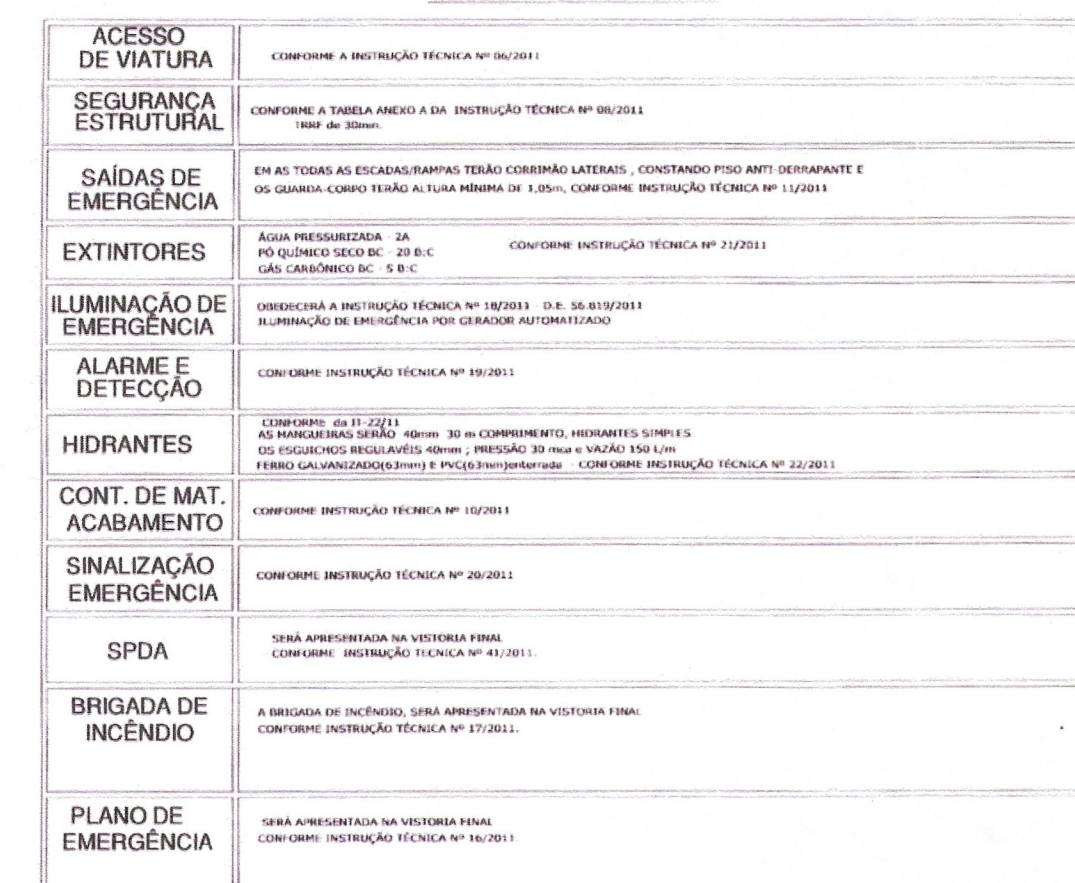 ACESSO
DE VIATURA
CONFORME A INSTRUÇÃO TÉCNICA Nº 06/2011
SEGURANÇA
ESTRUTURAL
CONFORME A TABELA ANEXO A DA INSTRUÇÃO TÉCNICA Nº 08/2011
TRRF de 30min.
SAÍDAS DE
EMERGÊNCIA
EM AS TODAS AS ESCADAS/RAMPAS TERÃO CORRIMÃO LATERAIS , CONSTANDO PISO ANTI-DERRAPANTE E
OS GUARDA-CORPO TERÃO ALTURA MÍNIMA DE 1,05m, CONFORME INSTRUÇÃO TÉCNICA Nº 11/2011
EXTINTORES
ÁGUA PRESSURIZADA - 2A
CONFORME INSTRUÇÃO TÉCNICA Nº 21/2011
PÓ QUÍMICO SECO BC - 20 B:C
GÁS CARBÔNICO BC - 5 B:C
ILUMINAÇÃO DE
EMERGÊNCIA
OBEDECERÁ A INSTRUÇÃO TÉCNICA Nº 18/2011 - D.E. 56.819/2011
ILUMINAÇÃO DE EMERGÊNCIA POR GERADOR AUTOMATIZADO
ALARME E
DETECÇÃO
CONFORME INSTRUÇÃO TÉCNICA Nº 19/2011
HIDRANTES
CONFORME da IT-22/11
AS MANGUEIRAS SERÃO 40mm 30 m COMPRIMENTO, HIDRANTES SIMPLES
OS ESGUICHOS REGULAVÉIS 40mm ; PRESSÃO 30 mca e VAZÃO 150 L/m
FERRO GALVANIZADO(63mm) E PVC(63mm)enterrada - CONFORME INSTRUÇÃO TÉCNICA Nº 22/2011
CONT. DE MAT.
ACABAMENTO
CONFORME INSTRUÇÃO TÉCNICA Nº 10/2011
SINALIZAÇÃO
EMERGÊNCIA
CONFORME INSTRUÇÃO TÉCNICA Nº 20/2011
SPDA
SERÁ APRESENTADA NA VISTORIA FINAL
CONFORME INSTRUÇÃO TÉCNICA Nº 41/2011.
BRIGADA DE
INCÊNDIO
A BRIGADA DE INCÊNDIO, SERÁ APRESENTADA NA VISTORIA FINAL
CONFORME INSTRUÇÃO TÉCNICA Nº 17/2011.
PLANO DE
EMERGÊNCIA
SERÁ APRESENTADA NA VISTORIA FINAL
CONFORME INSTRUÇÃO TÉCNICA Nº 16/2011.